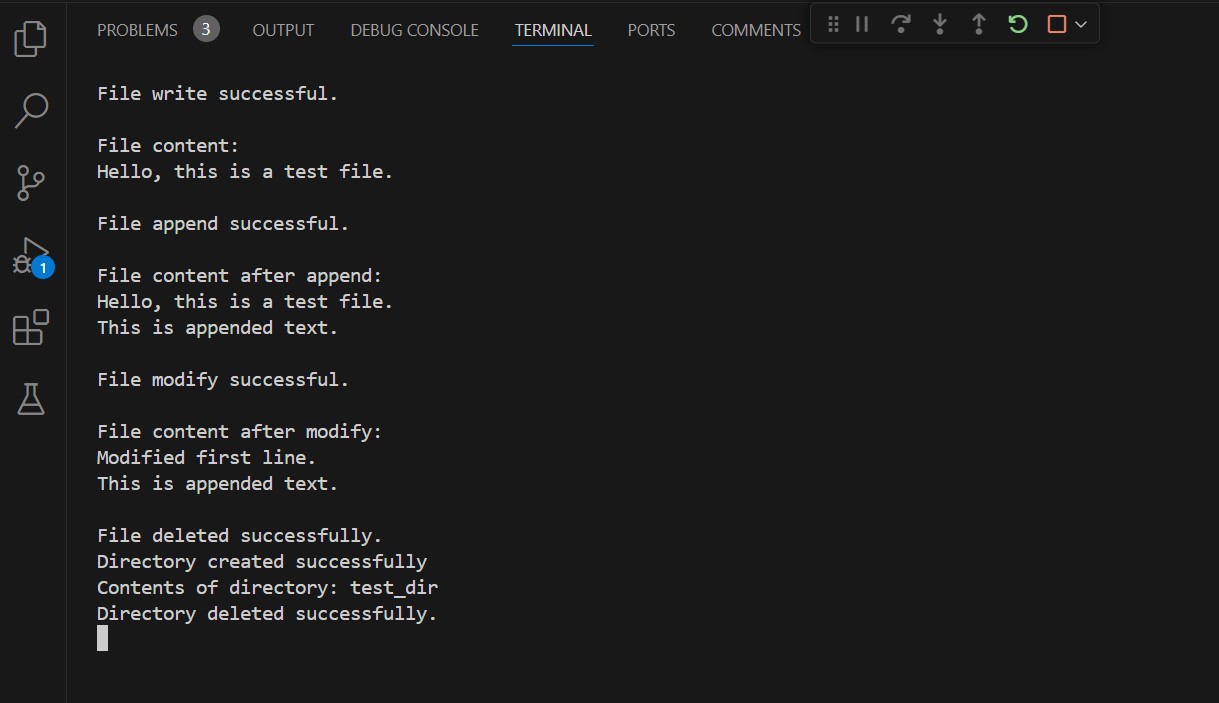 PROBLEMS 3 OUTPUT DEBUG CONSOLE TERMINAL PORTS COMMENTS
File write successful.
File content:
Hello, this is a test file.
File append successful.
File content after append:
Hello, this is a test file.
This is appended text.
File modify successful.
File content after modify:
Modified first line.
This is appended text.
File deleted successfully.
Directory created successfully
Contents of directory: test_dir
Directory deleted successfully.
1